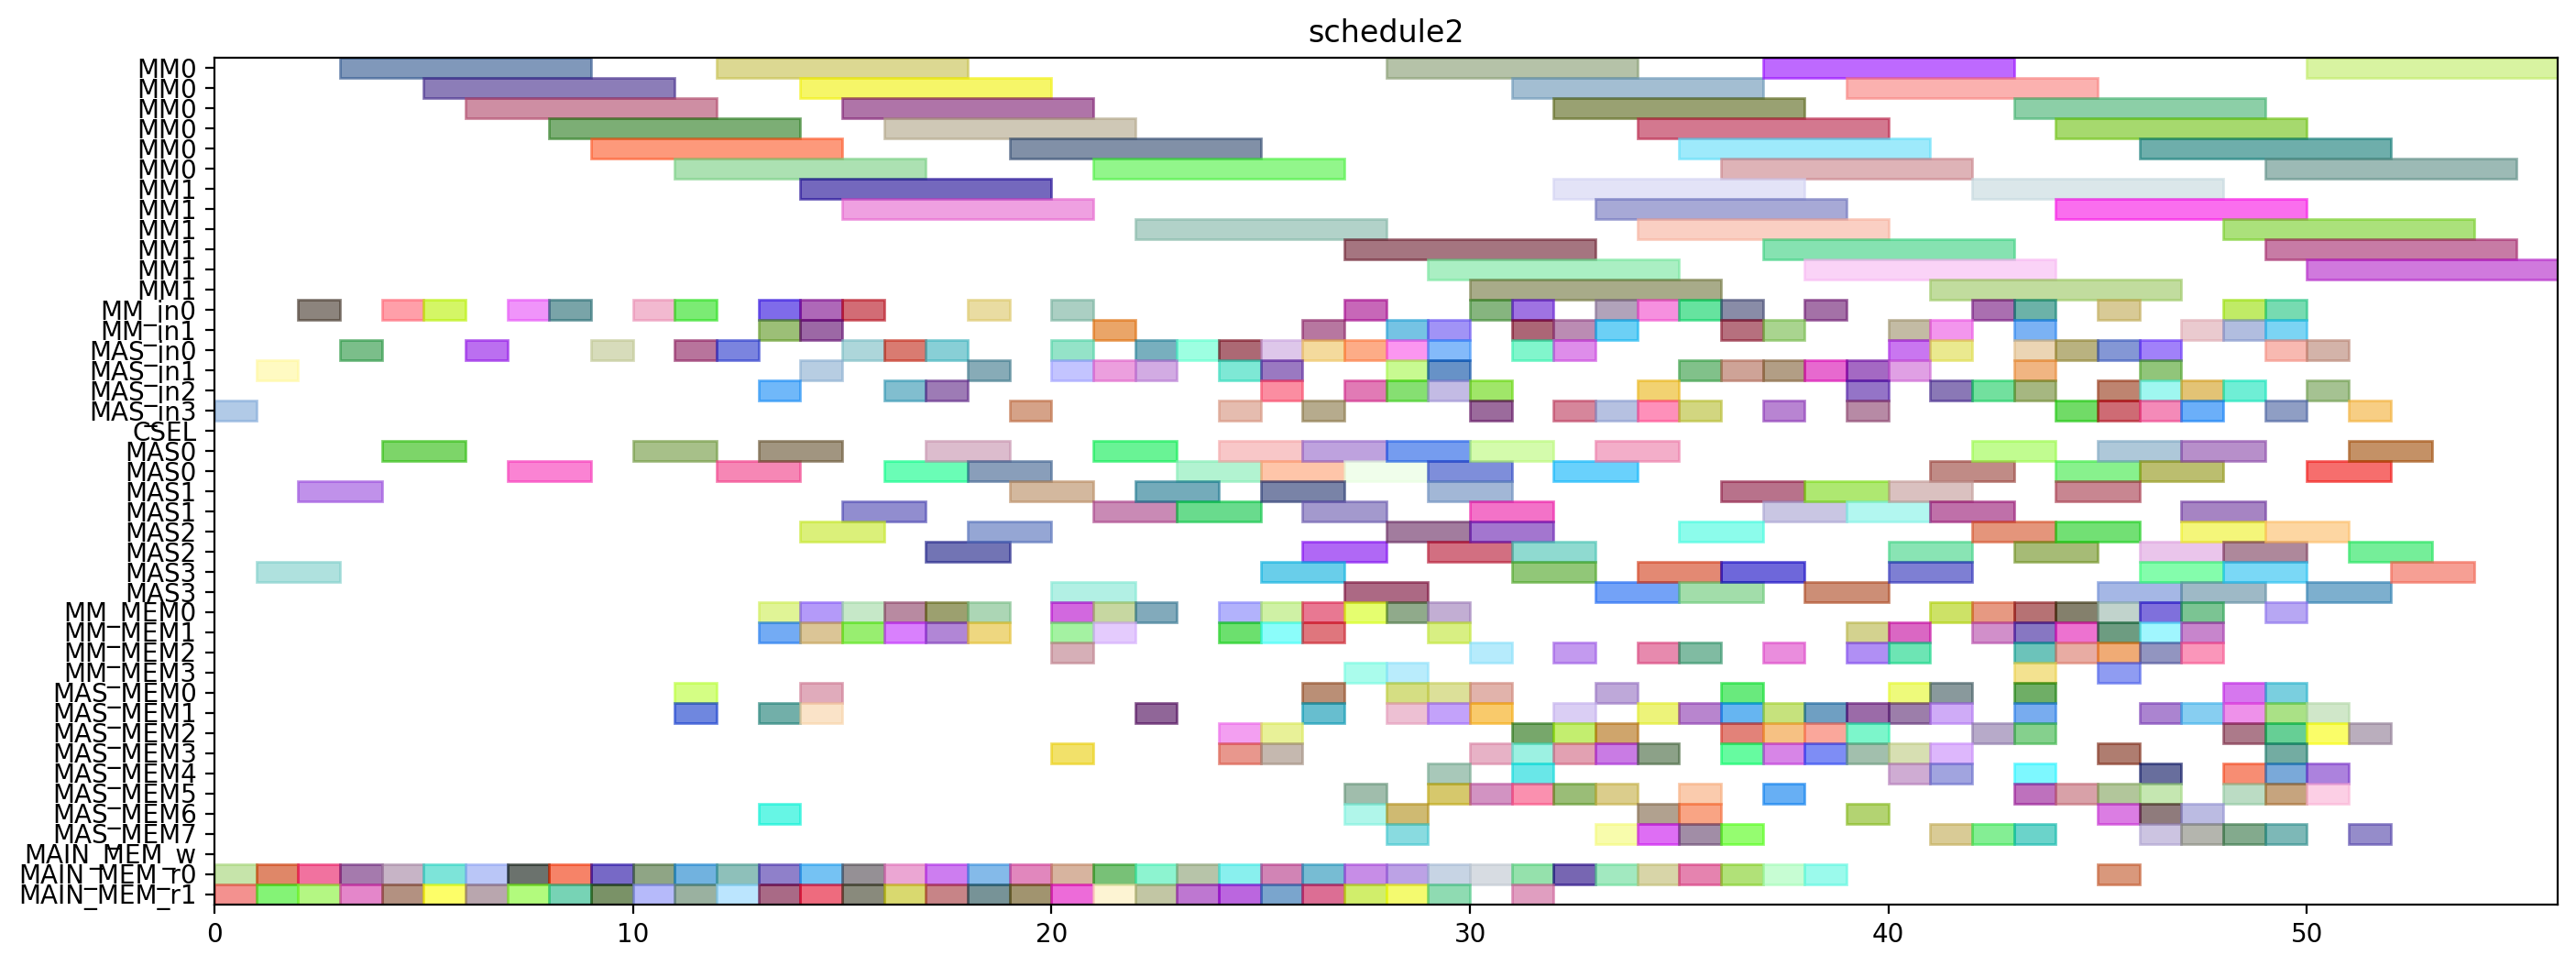 schedule2
MM0
MM0
MM0
MM0
MM0
MM0
MM1
MM1
MM1
MM1
MM1
MM1
MM_in0
MM_in1
MAS_in0
MAS_in1
MAS_in2
MAS_in3
CSEL
MAS0
MAS0
MAS1
MAS1
MAS2
MAS2
MAS3
MAS3
MM_MEM0
MM_MEM1
MM_MEM2
MM_MEM3
MAS_MEM0
MAS_MEM1
MAS_MEM2
MAS_MEM3
MAS_MEM4
MAS_MEM5
MAS_MEM6
MAS_MEM7
MAIN_MEM_w
MAIN_MEM_r0
MAIN_MEM_r1
0 10 20 30 40 50